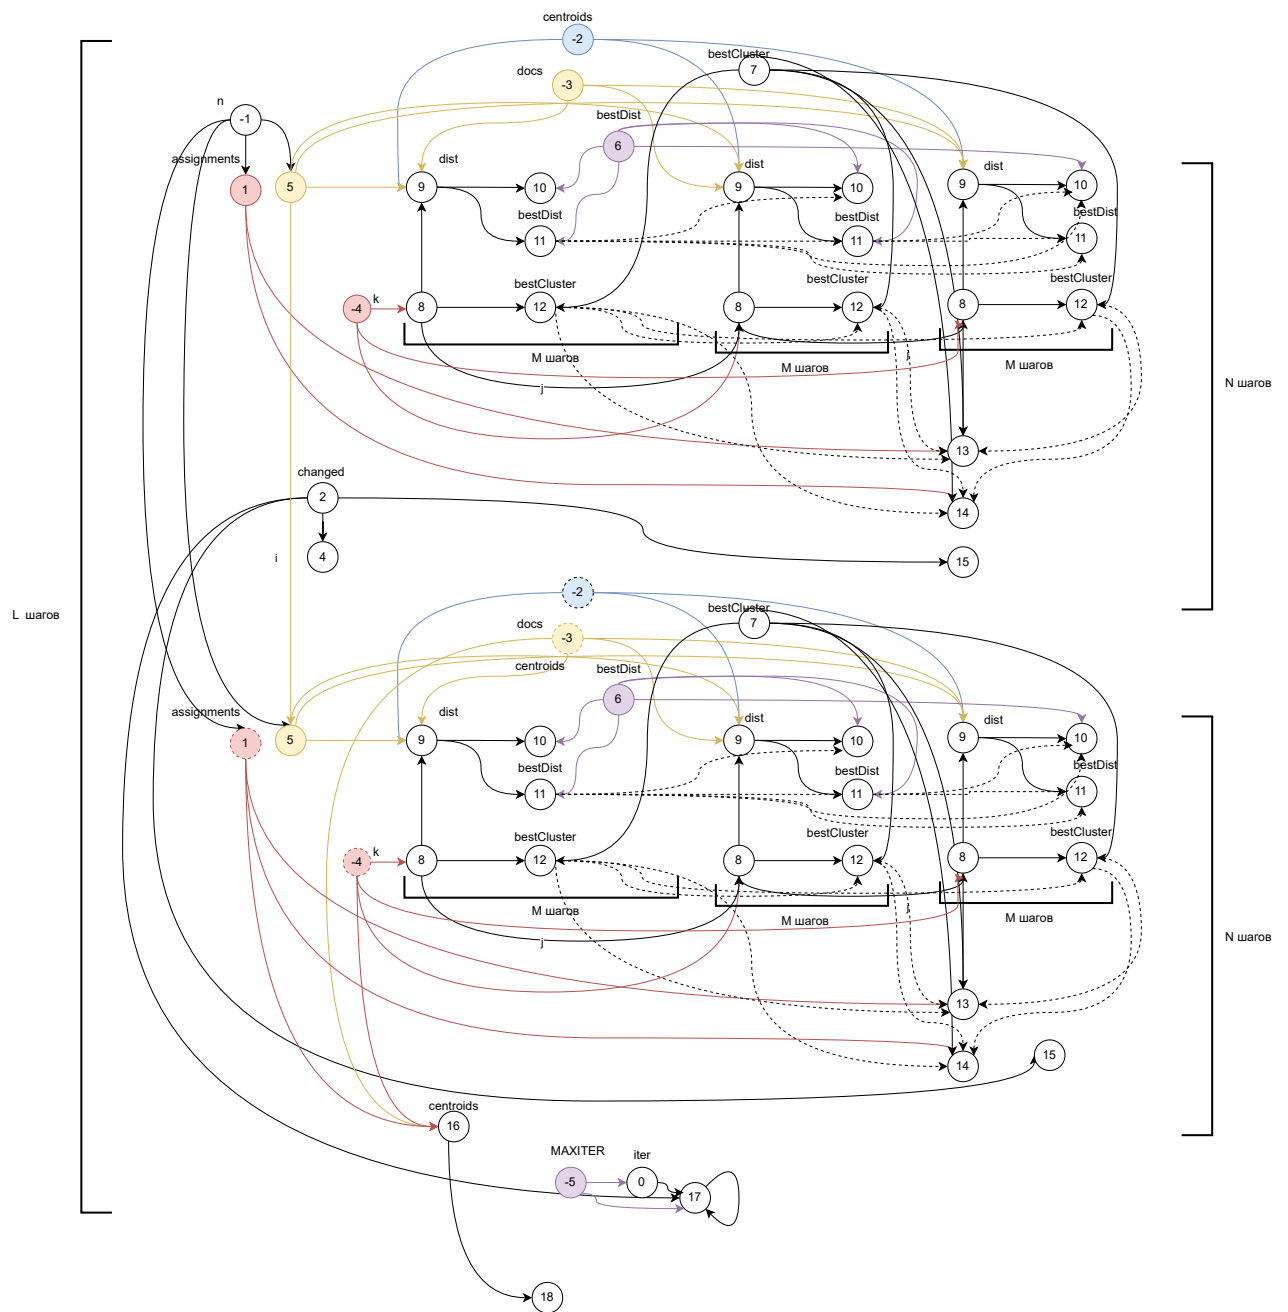 centroids
-2
bestCluster
7
docs
-3
n
-1
bestDist
6
assignments
1
5
dist
9
10
dist
9
10
dist
9
10
bestDist
11
bestDist
11
bestDist
11
-4
k
8
bestCluster
12
8
bestCluster
12
8
bestCluster
12
M шагов
M шагов
M шагов
j
N шагов
13
changed
2
14
4
i
15
L шагов
-2
bestCluster
7
docs
-3
centroids
bestDist
6
assignments
1
5
dist
9
10
dist
9
10
dist
9
10
bestDist
11
bestDist
11
bestDist
11
-4
k
8
bestCluster
12
8
bestCluster
12
8
bestCluster
12
M шагов
M шагов
M шагов
j
N шагов
13
14
15
centroids
16
MAXITER
-5
iter
0
17
18